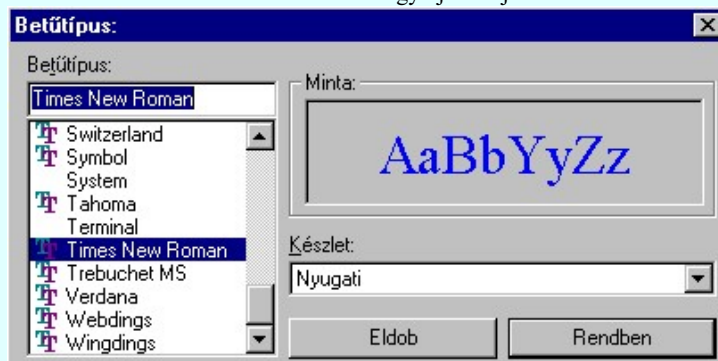 Betűtípus:
Betűtípus:
Times New Roman
Switzerland
Symbol
System
Tahoma
Terminal
Times New Roman
Trebuchet MS
Verdana
Webdings
Wingdings
Minta:
AaBbYyZz
Készlet:
Nyugati
Eldob
Rendben